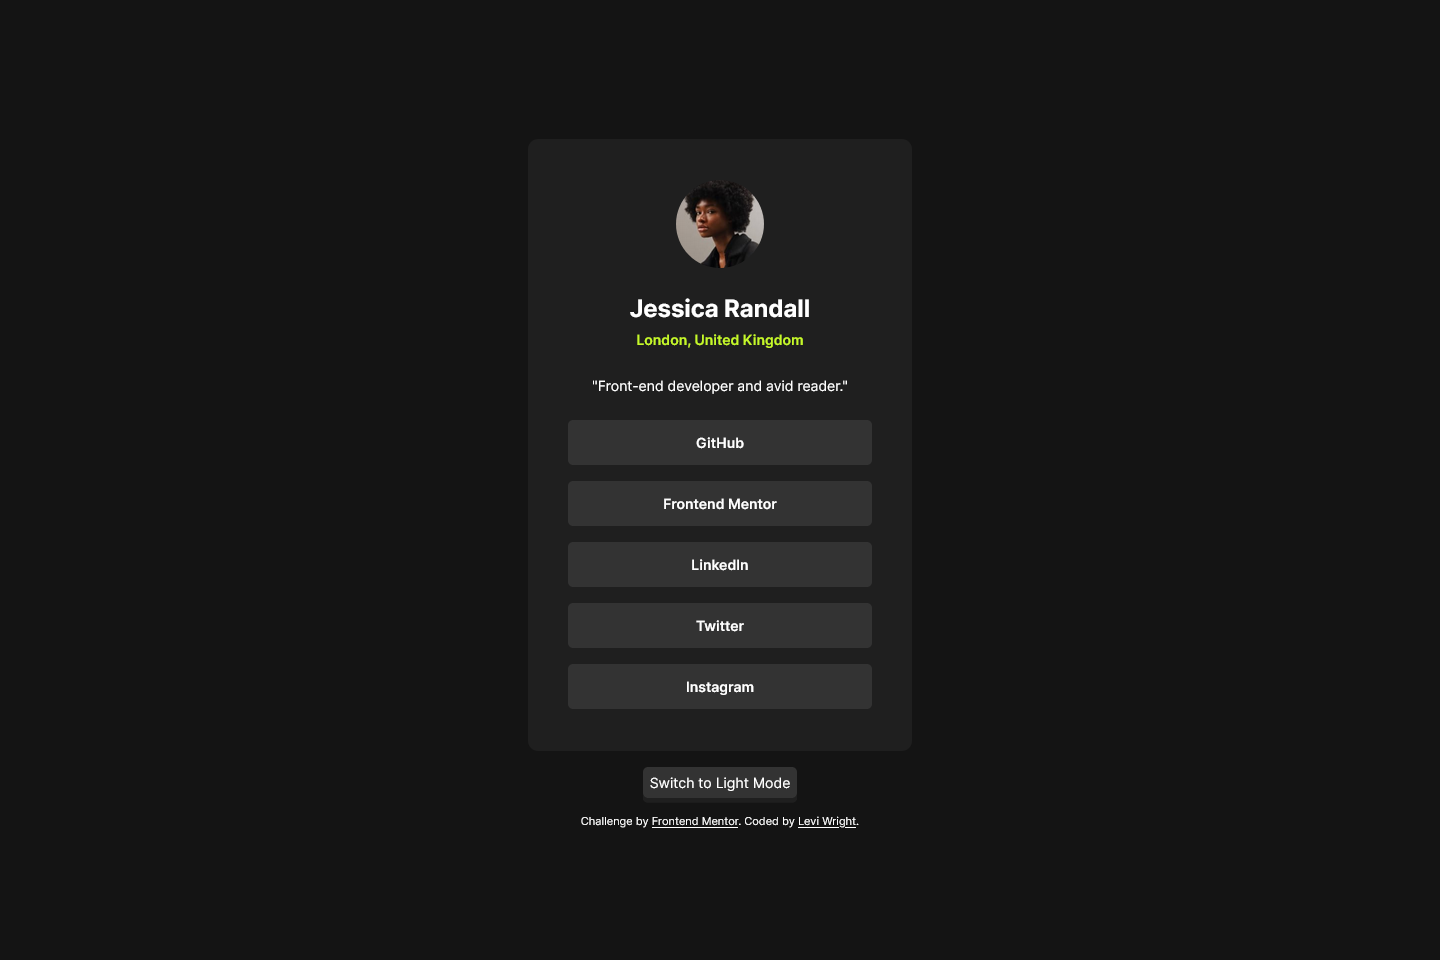 Jessica Randall
London, United Kingdom
"Front-end developer and avid reader."
GitHub
Frontend Mentor
LinkedIn
Twitter
Instagram
Switch to Light Mode
Challenge by Frontend Mentor. Coded by Levi Wright.